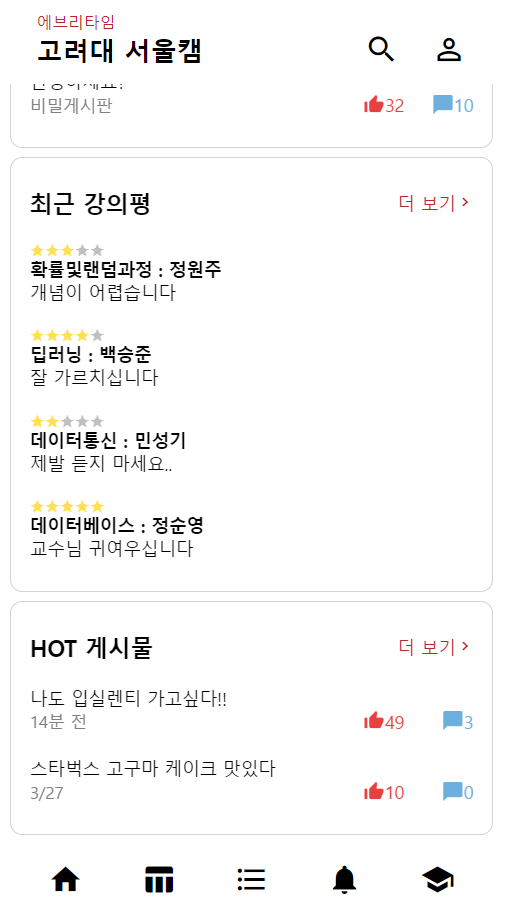 에브리타임
고려대 서울캠
비밀게시판
32
10
최근 강의평
더 보기
확률및랜덤과정 : 정원주
개념이 어렵습니다
딥러닝 : 백승준
잘 가르치십니다
데이터통신 : 민성기
제발 듣지 마세요..
데이터베이스 : 정순영
교수님 귀여우십니다
HOT 게시물
더 보기
나도 입실렌티 가고싶다!!
14분 전
49
3
스타벅스 고구마 케이크 맛있다
3/27
10
0